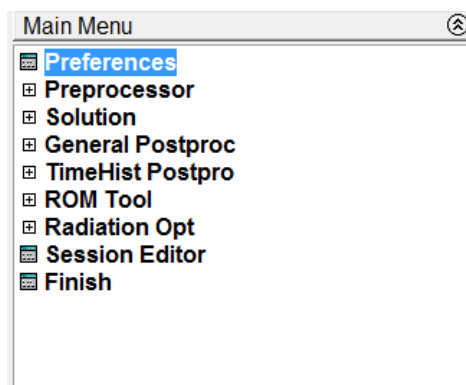 Main Menu
Preferences
Preprocessor
Solution
General Postproc
TimeHist Postpro
ROM Tool
Radiation Opt
Session Editor
Finish